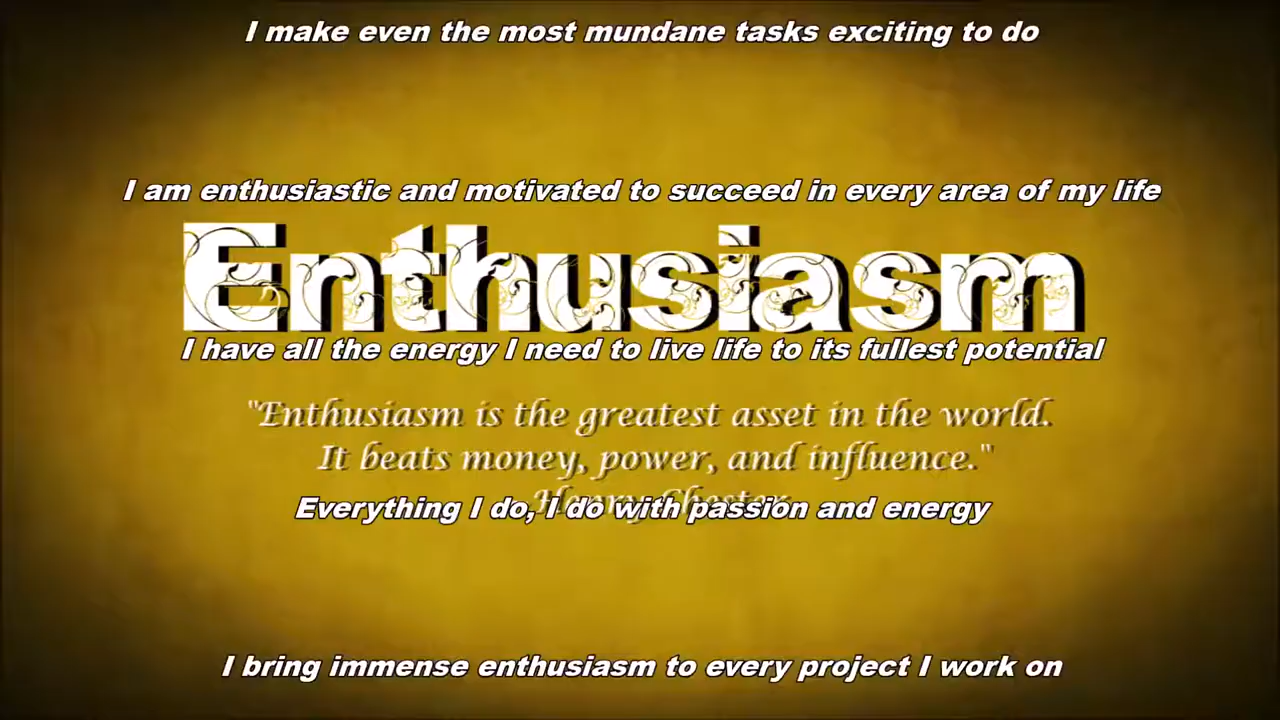 I make even the most mundane tasks exciting to do
I am enthusiastic and motivated to succeed in every area of my life
Enthusiasm
I have all the energy I need to live life to its fullest potential
"Enthusiasm is the greatest asset in the world.
It beats money, power, and influence."
Henry Chester
Everything I do, I do with passion and energy
I bring immense enthusiasm to every project I work on